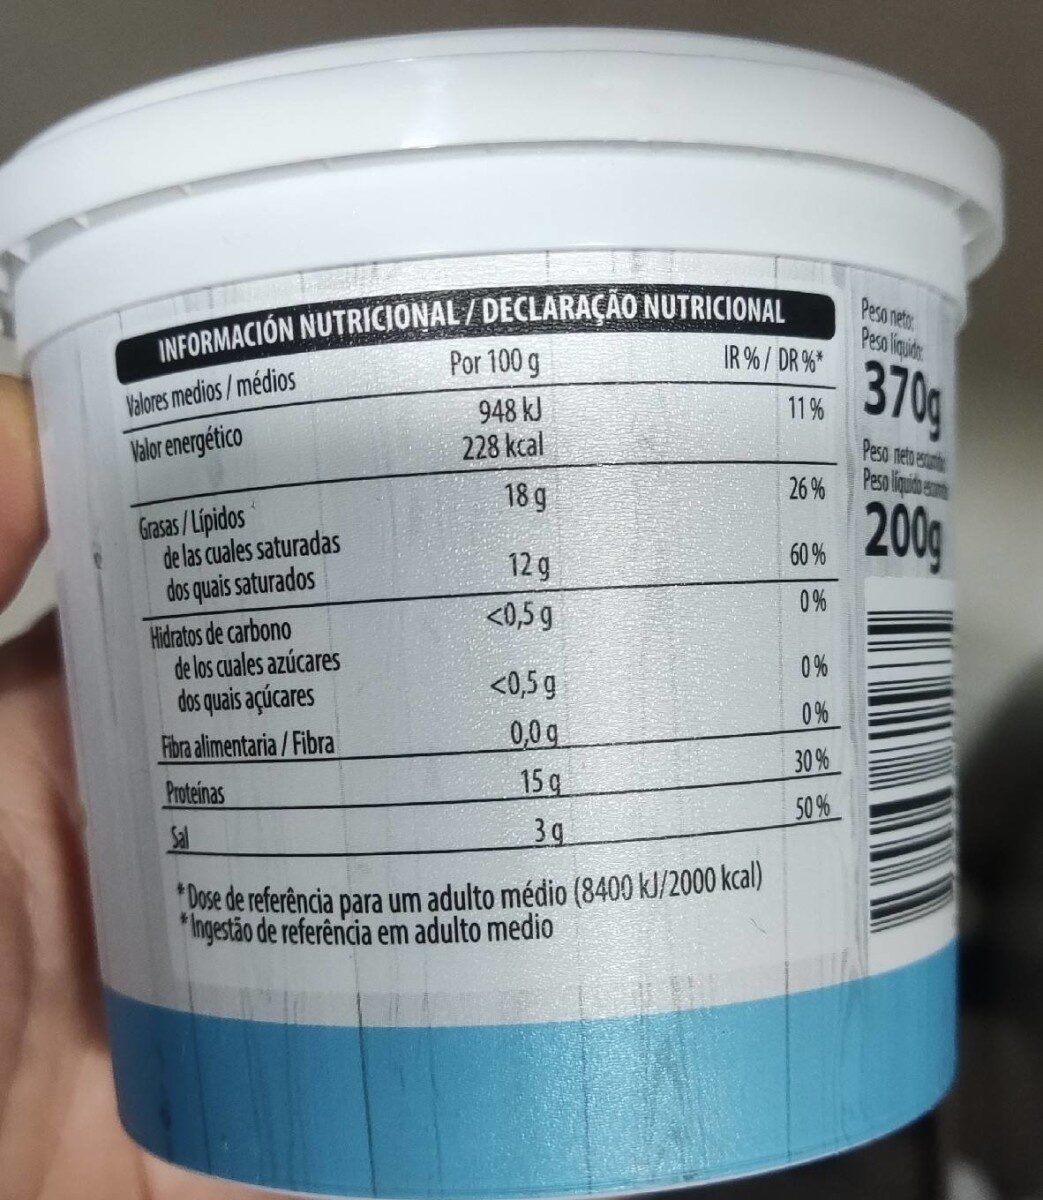 INFORMACIÓN NUTRICIONAL / DECLARAÇÃO NUTRICIONAL
Valores medios / médios Por 100 g IR % / DR %*
Valor energético 948 kJ 11 %
228 kcal
Grasas / Lípidos 18 g 26 %
de las cuales saturadas
dos quais saturados 12 g 60 %
Hidratos de carbono <0,5 g 0 %
de los cuales azúcares
dos quais açúcares <0,5 g 0 %
Fibra alimentaria / Fibra 0,0 g 0 %
Proteínas 15 g 30 %
Sal 3 g 50 %
*Dose de referência para um adulto médio (8400 kJ/2000 kcal)
*Ingestão de referência em adulto medio
Peso neto:
Peso líquido:
370g
Peso neto
Peso líquido
200g